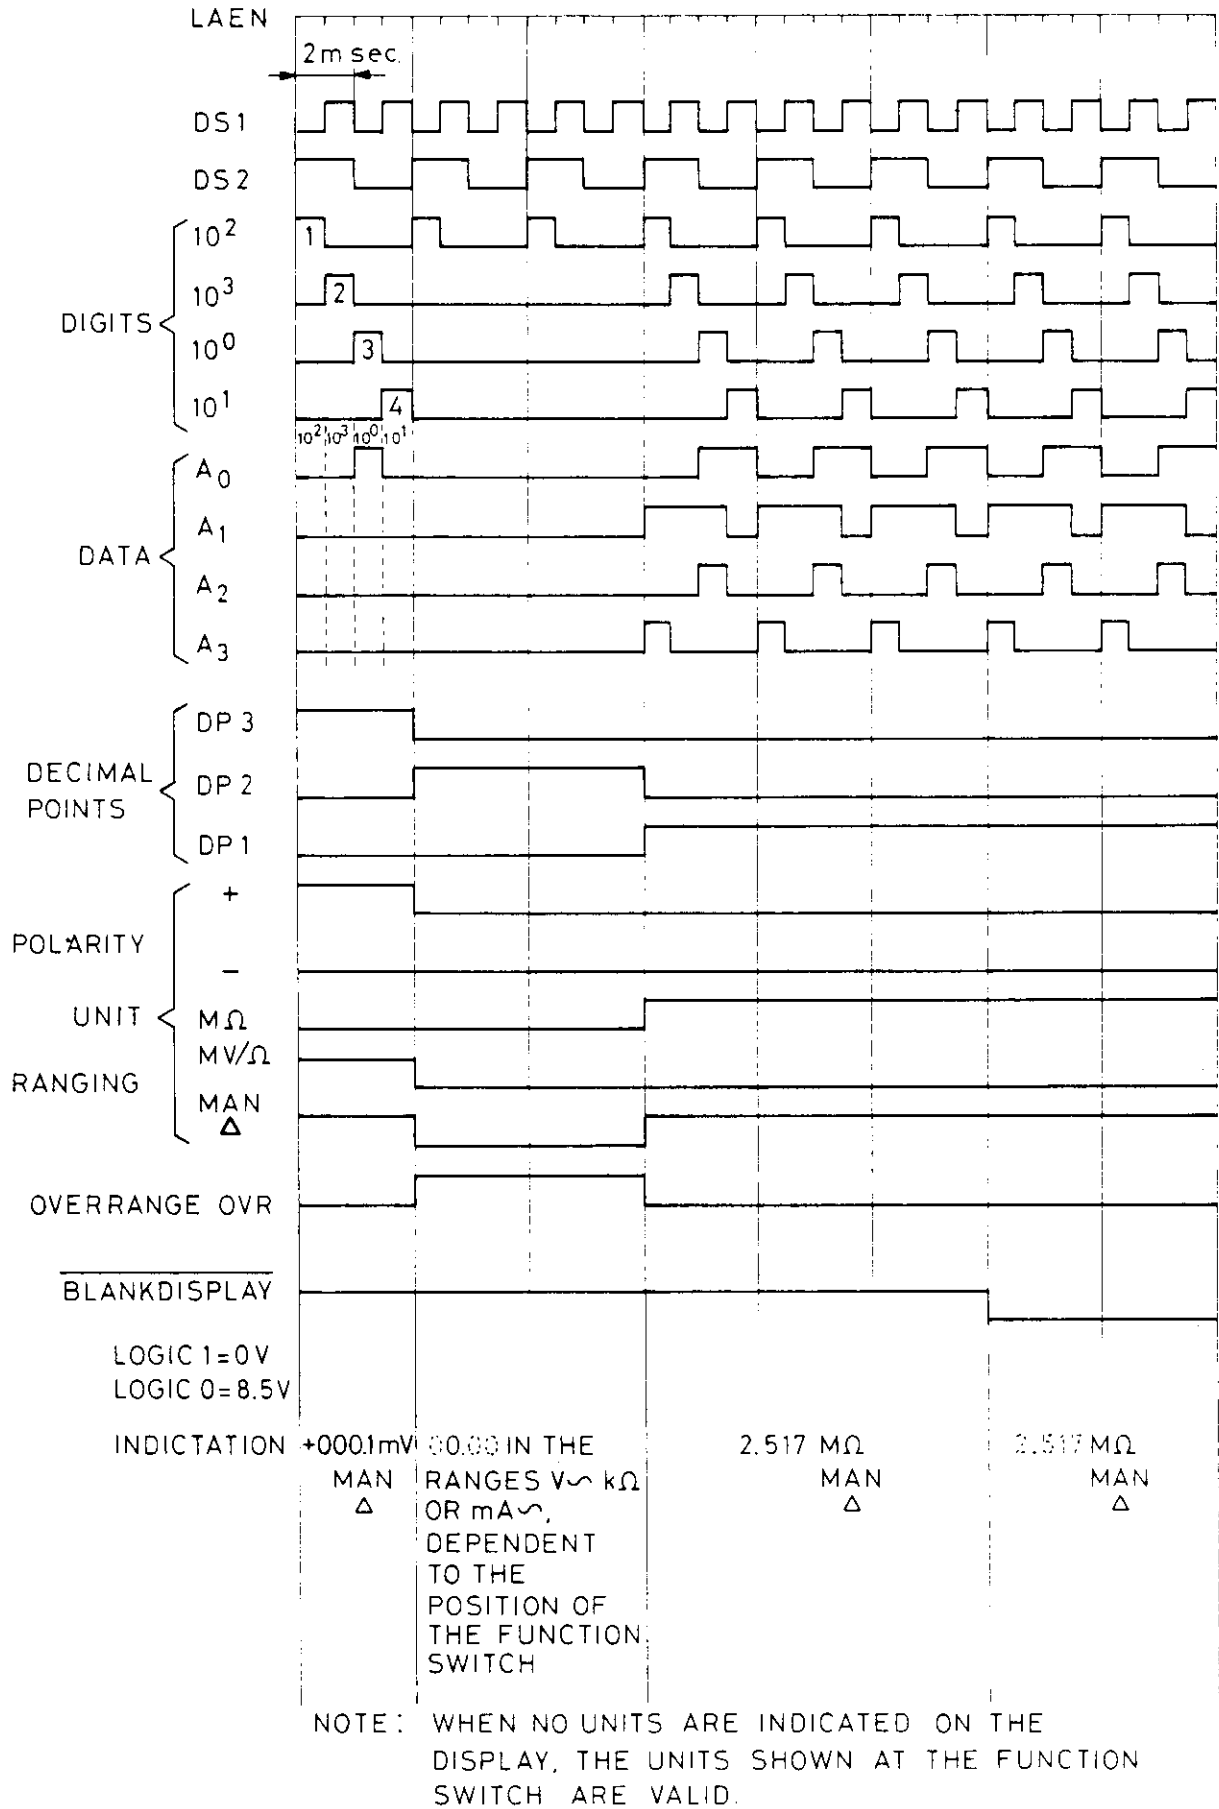 LAEN
2m sec.
DS1
DS2
10²
1
10³
2
DIGITS
10⁰
3
10¹
4
10² 10³ 10⁰ 10¹
A₀
A₁
DATA
A₂
A₃
DP 3
DECIMAL
POINTS
DP 2
DP 1
+
POLARITY
−
UNIT
MΩ
MV/Ω
RANGING
MAN
Δ
OVERRANGE OVR
BLANKDISPLAY
LOGIC 1=0V
LOGIC 0=8.5V
INDICTATION
+000.1mV
MAN
Δ
00.00 IN THE
RANGES V~ kΩ
OR mA~,
DEPENDENT
TO THE
POSITION OF
THE FUNCTION
SWITCH
2.517 MΩ
MAN
Δ
2.517 MΩ
MAN
Δ
NOTE: WHEN NO UNITS ARE INDICATED ON THE
DISPLAY, THE UNITS SHOWN AT THE FUNCTION
SWITCH ARE VALID.